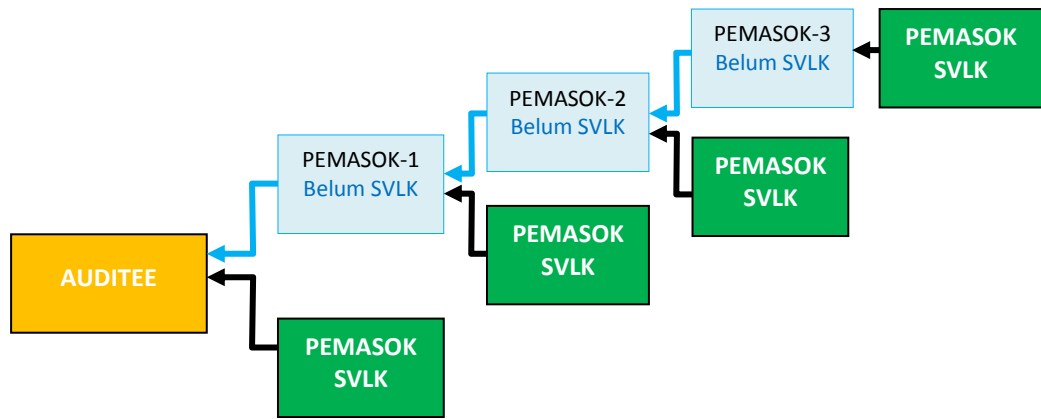 PEMASOK-3
Belum SVLK
PEMASOK
SVLK
PEMASOK-2
Belum SVLK
PEMASOK
SVLK
PEMASOK-1
Belum SVLK
PEMASOK
SVLK
AUDITEE
PEMASOK
SVLK